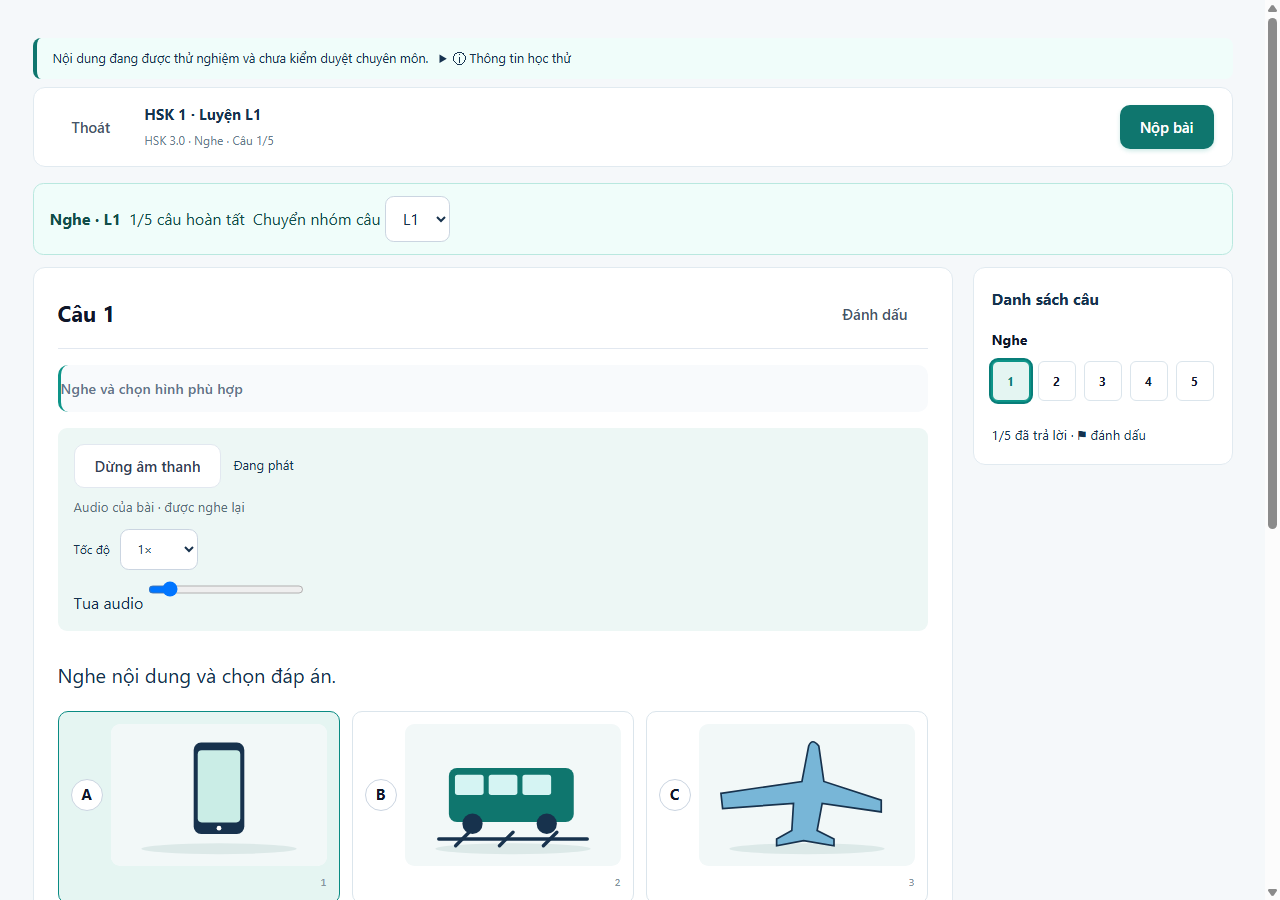 Nội dung đang được thử nghiệm và chưa kiểm duyệt chuyên môn. ▶ ⓘ Thông tin học thử
Thoát
HSK 1 · Luyện L1
HSK 3.0 · Nghe · Câu 1/5
Nộp bài
Nghe · L1 1/5 câu hoàn tất Chuyển nhóm câu L1
Câu 1
Đánh dấu
Nghe và chọn hình phù hợp
Dừng âm thanh Đang phát
Audio của bài · được nghe lại
Tốc độ 1×
Tua audio
Nghe nội dung và chọn đáp án.
A
1
B
2
C
3
Danh sách câu
Nghe
1 2 3 4 5
1/5 đã trả lời · ⚑ đánh dấu